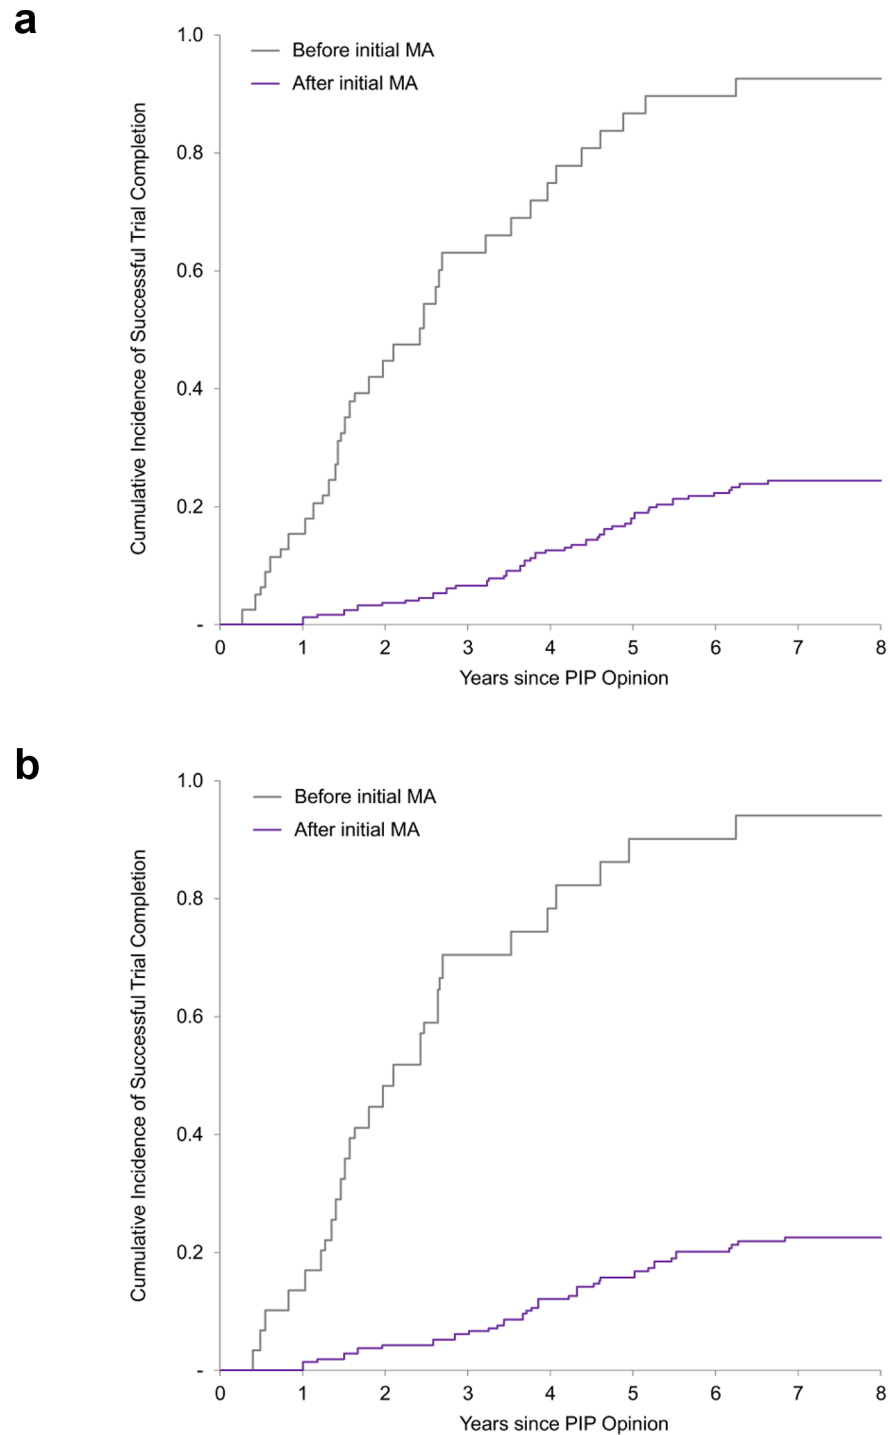 a
1.0
Before initial MA
After initial MA
0.8
0.6
0.4
0.2
-
0 1 2 3 4 5 6 7 8
Cumulative Incidence of Successful Trial Completion
Years since PIP Opinion
b
1.0
Before initial MA
After initial MA
0.8
0.6
0.4
0.2
-
0 1 2 3 4 5 6 7 8
Cumulative Incidence of Successful Trial Completion
Years since PIP Opinion